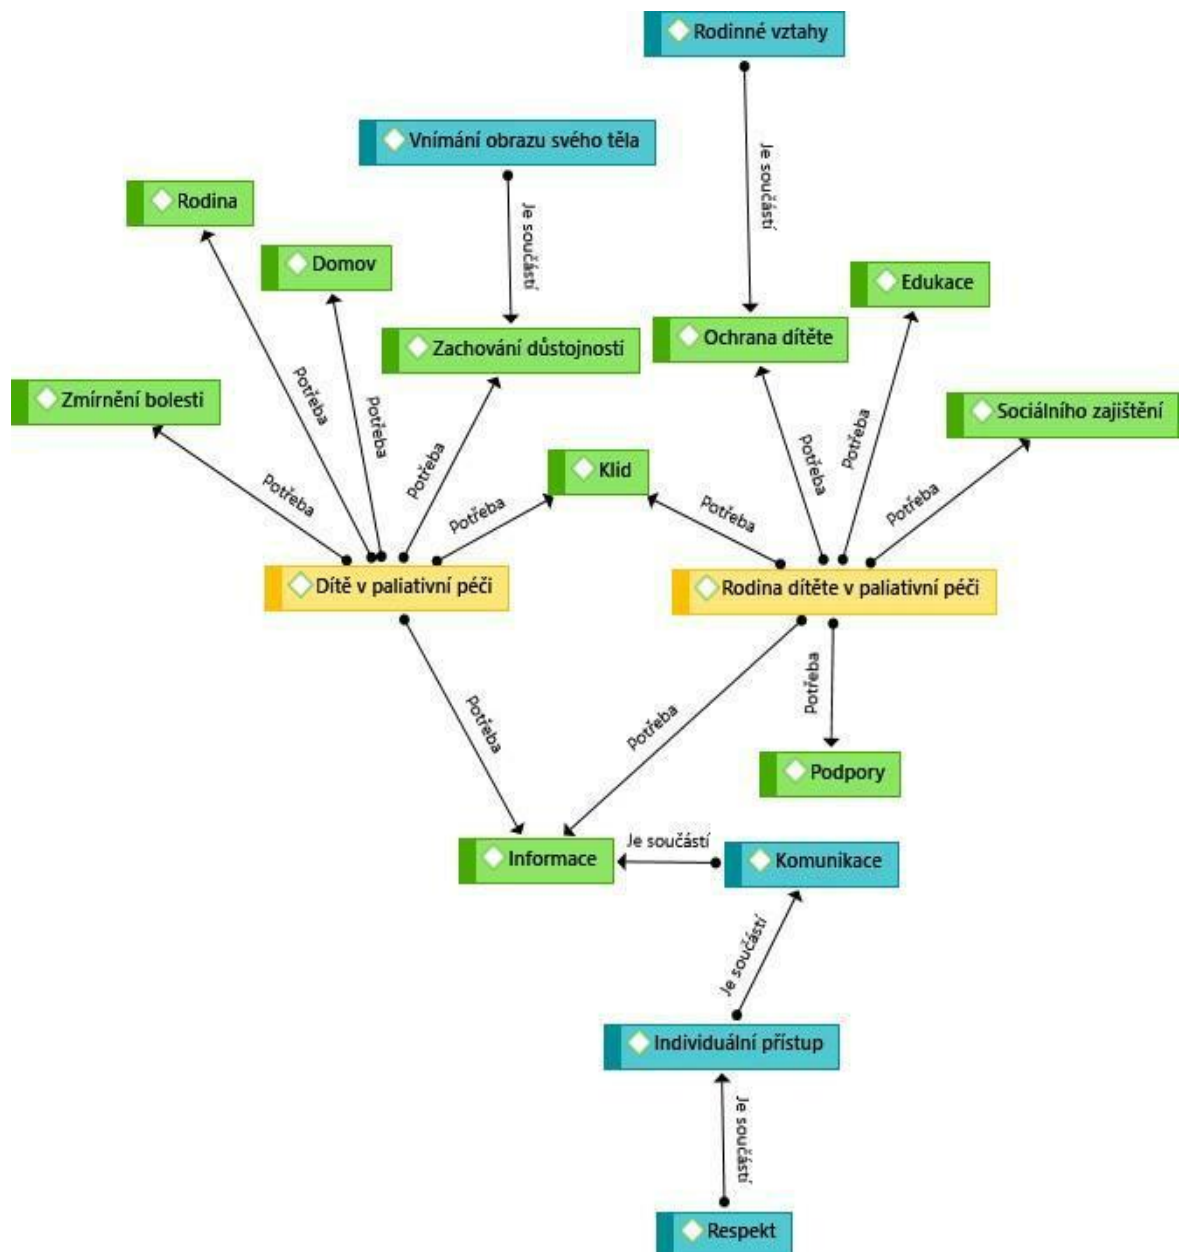 Rodinné vztahy
Vnímání obrazu svého těla
Je součástí
Rodina
Je součástí
Domov
Edukace
Ochrana dítěte
Zachování důstojnosti
Zmírnění bolesti
Potřeba
Potřeba
Sociálního zajištění
Potřeba
Potřeba
Potřeba
Klid
Potřeba
Potřeba
Potřeba
Potřeba
Potřeba
Dítě v paliativní péči
Rodina dítěte v paliativní péči
Potřeba
Potřeba
Potřeba
Podpory
Je součástí
Informace
Komunikace
Je součástí
Individuální přístup
Je součástí
Respekt